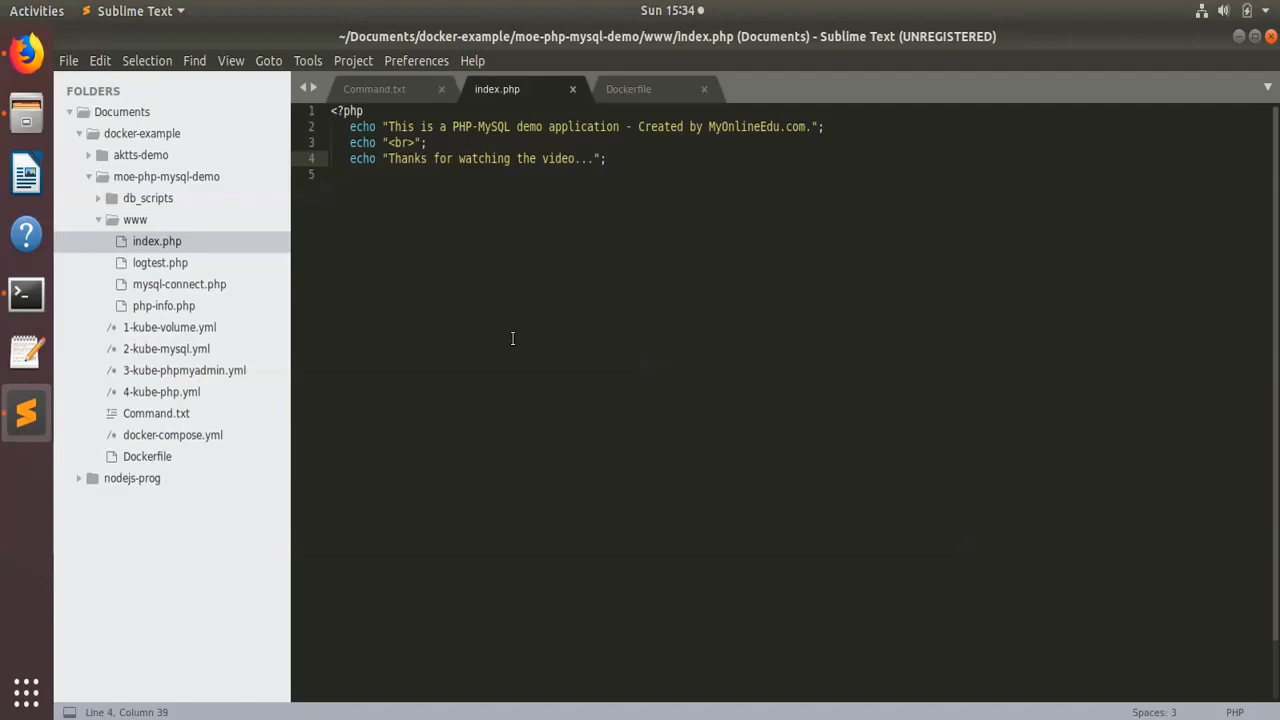 Activities Sublime Text Sun 15:34
~/Documents/docker-example/moe-php-mysql-demo/www/index.php (Documents) - Sublime Text (UNREGISTERED)
File Edit Selection Find View Goto Tools Project Preferences Help
FOLDERS
Documents
docker-example
aktts-demo
moe-php-mysql-demo
db_scripts
www
index.php
logtest.php
mysql-connect.php
php-info.php
/* 1-kube-volume.yml
/* 2-kube-mysql.yml
/* 3-kube-phpmyadmin.yml
/* 4-kube-php.yml
Command.txt
/* docker-compose.yml
Dockerfile
nodejs-prog
Command.txt × index.php × Dockerfile ×
1 <?php
2 echo "This is a PHP-MySQL demo application - Created by MyOnlineEdu.com.";
3 echo "<br>";
4 echo "Thanks for watching the video...";
5
Line 4, Column 39 Spaces: 3 PHP